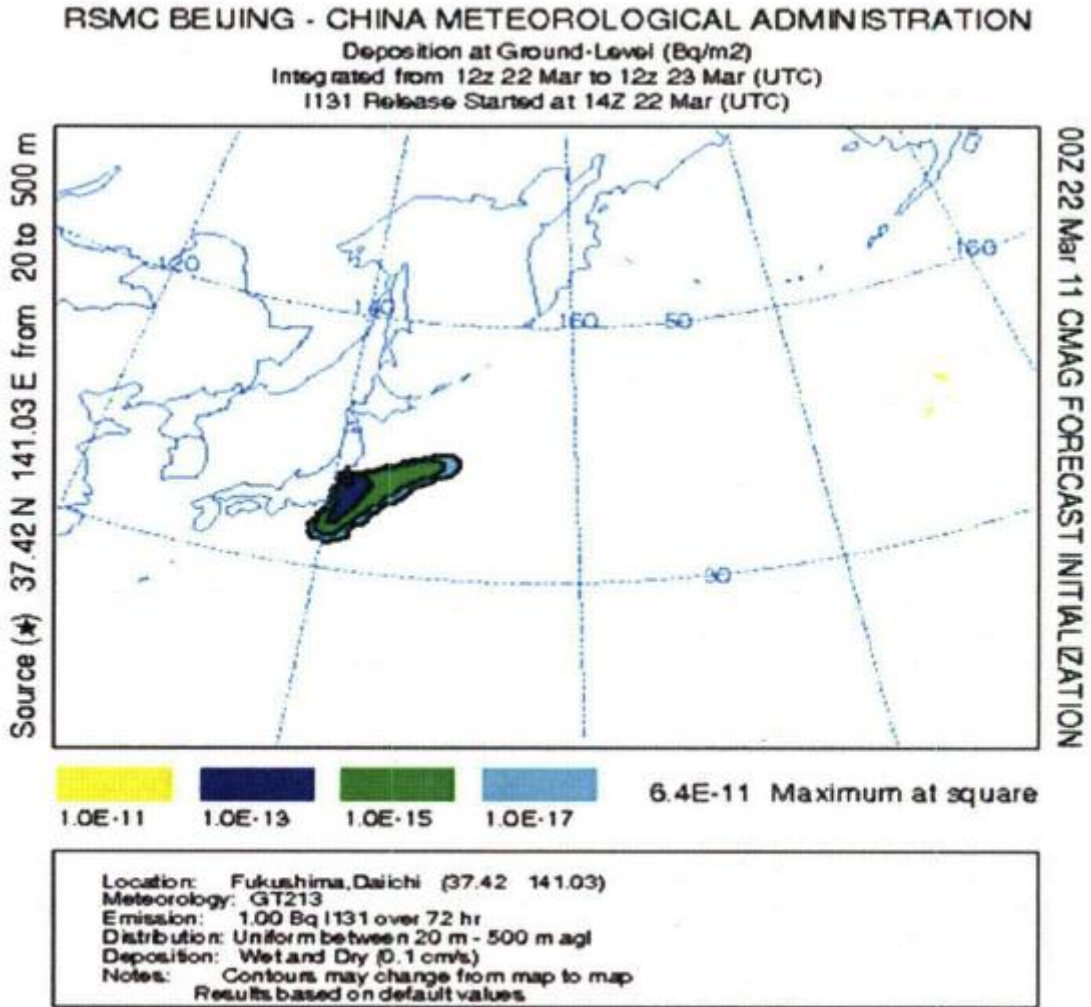 RSMC BEIJING - CHINA METEOROLOGICAL ADMINISTRATION
Deposition at Ground-Level (Bq/m2)
Integrated from 12z 22 Mar to 12z 23 Mar (UTC)
I131 Release Started at 14Z 22 Mar (UTC)
Source (★) 37.42 N 141.03 E from 20 to 500 m
00Z 22 Mar 11 CMAG FORECAST INITIALIZATION
120
140
160
50
160
30
1.0E-11 1.0E-13 1.0E-15 1.0E-17
6.4E-11 Maximum at square
Location: Fukushima,Daiichi (37.42 141.03)
Meteorology: GT213
Emission: 1.00 Bq I131 over 72 hr
Distribution: Uniform between 20 m - 500 m agl
Deposition: Wet and Dry (0.1 cm/s)
Notes: Contours may change from map to map
Results based on default values